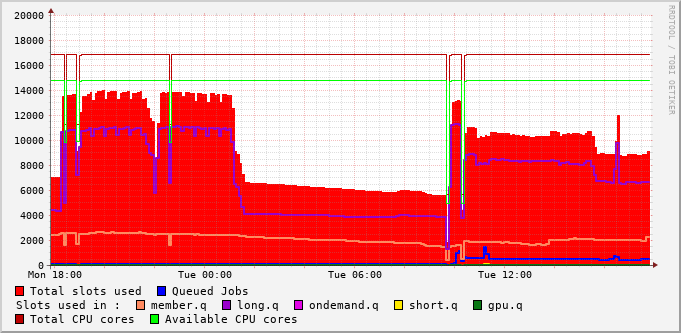 20000
18000
16000
14000
12000
10000
8000
6000
4000
2000
0
Mon 18:00 Tue 00:00 Tue 06:00 Tue 12:00
Total slots used Queued Jobs
Slots used in : member.q long.q ondemand.q short.q gpu.q
Total CPU cores Available CPU cores
RRDTOOL / TOBI OETIKER